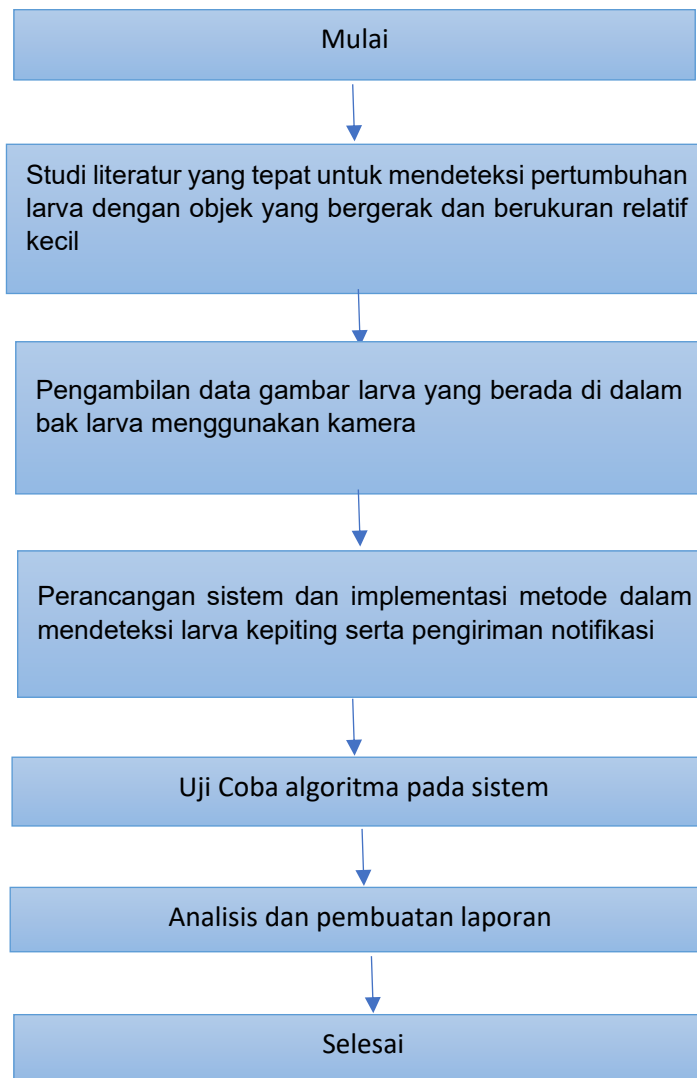 Mulai
Studi literatur yang tepat untuk mendeteksi pertumbuhan
larva dengan objek yang bergerak dan berukuran relatif
kecil
Pengambilan data gambar larva yang berada di dalam
bak larva menggunakan kamera
Perancangan sistem dan implementasi metode dalam
mendeteksi larva kepiting serta pengiriman notifikasi
Uji Coba algoritma pada sistem
Analisis dan pembuatan laporan
Selesai